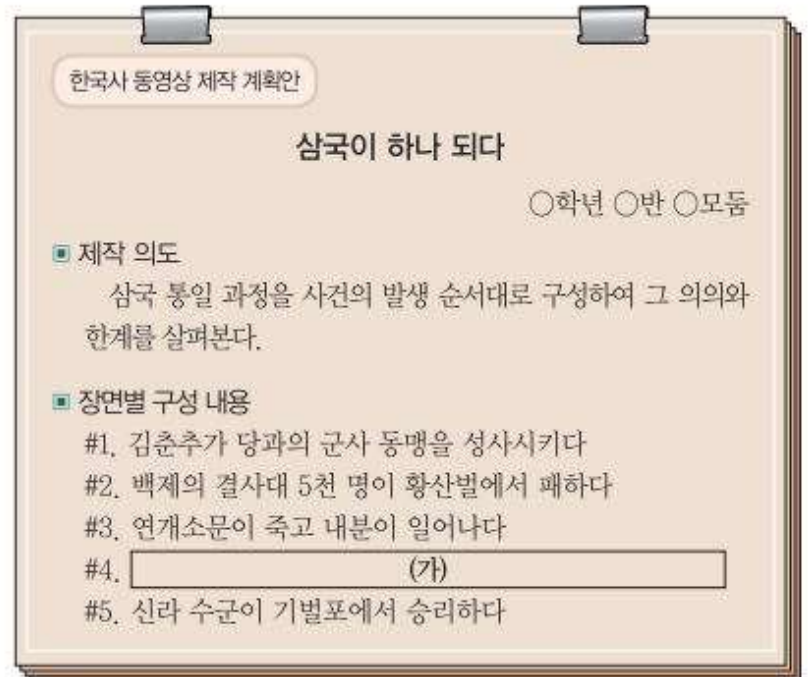 한국사 동영상 제작 계획안
삼국이 하나 되다
○학년 ○반 ○모둠
▣ 제작 의도
삼국 통일 과정을 사건의 발생 순서대로 구성하여 그 의의와
한계를 살펴본다.
▣ 장면별 구성 내용
#1. 김춘추가 당과의 군사 동맹을 성사시키다
#2. 백제의 결사대 5천 명이 황산벌에서 패하다
#3. 연개소문이 죽고 내분이 일어나다
#4. (가)
#5. 신라 수군이 기벌포에서 승리하다